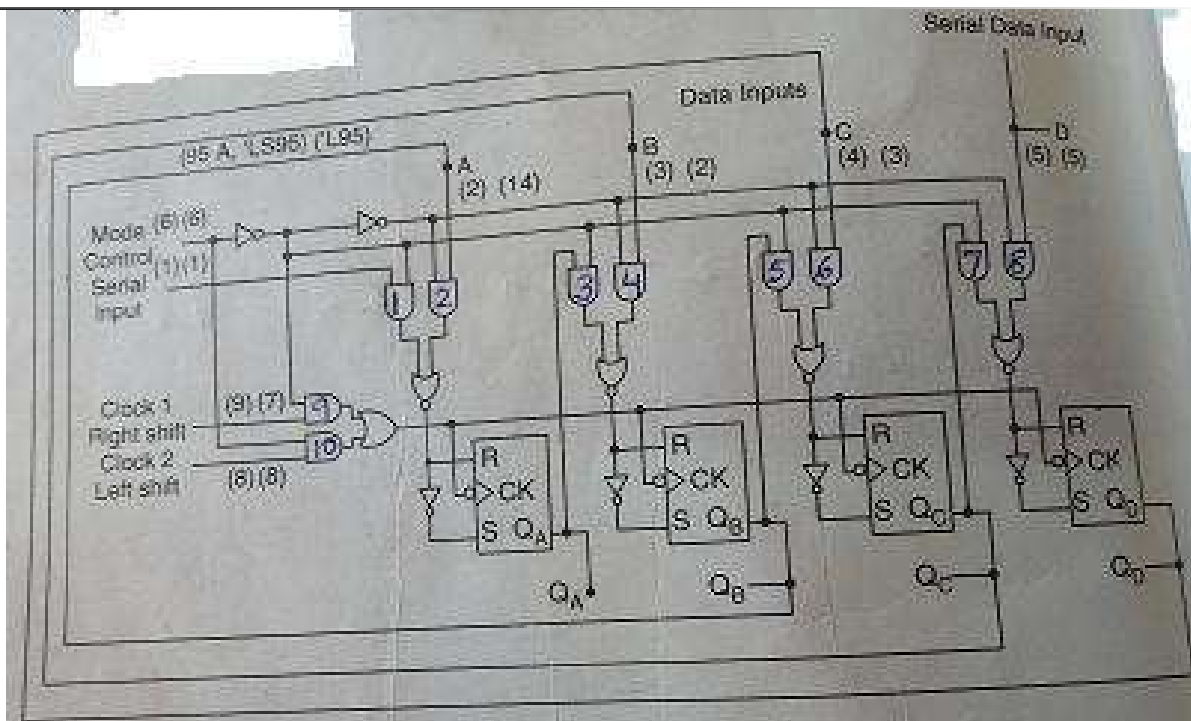 Serial Data Input
Data Inputs
(95 A, 'LS95) ('L95)
A
(2) (14)
B
(3) (2)
C
(4) (3)
D
(5) (5)
Mode (6)(6)
Control
(1)(1)
Serial
Input
1
2
3
4
5
6
7
8
Clock 1
Right shift
(9)(7)
9
Clock 2
Left shift
(8)(8)
10
R
CK
S QA
R
CK
S QB
R
CK
S QC
R
CK
S QD
QA
QB
QC
QD